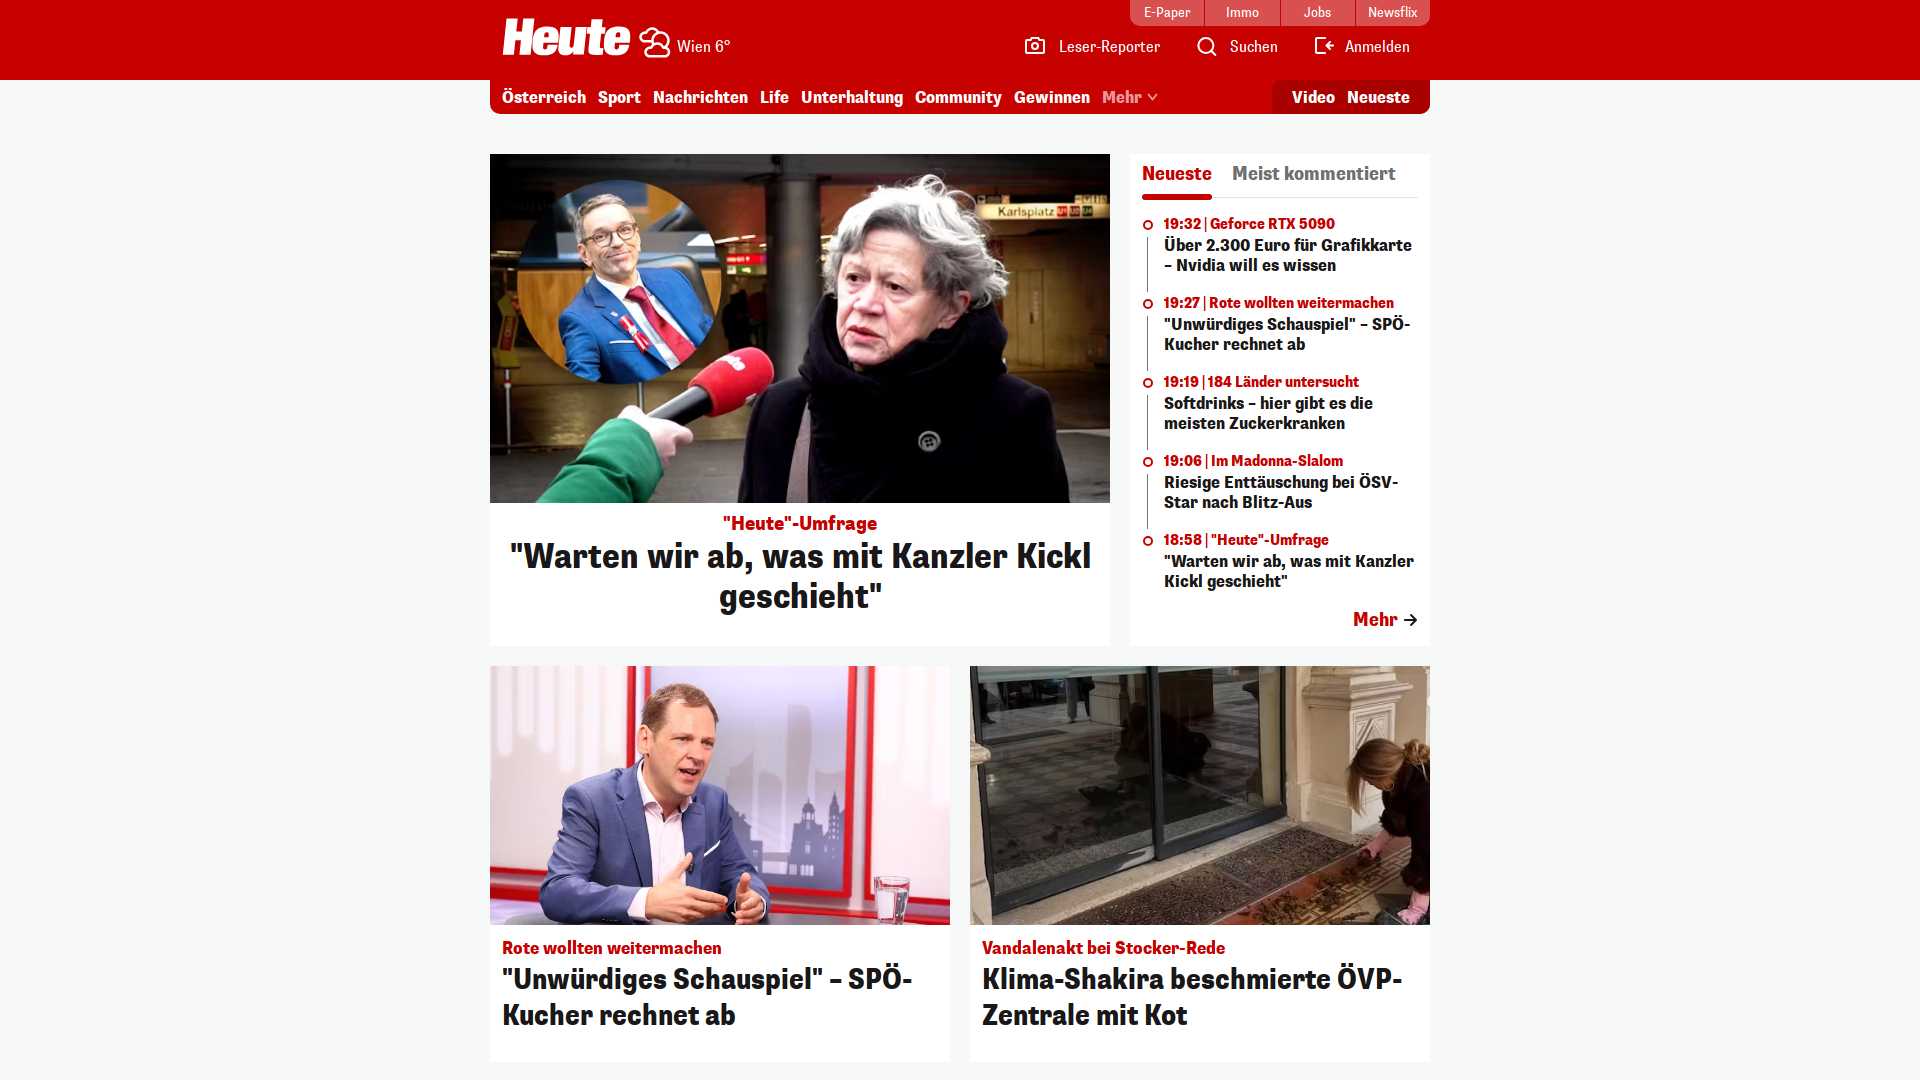 E-Paper
Immo
Jobs
Newsflix
Heute
Wien 6°
Leser-Reporter
Suchen
Anmelden
Österreich
Sport
Nachrichten
Life
Unterhaltung
Community
Gewinnen
Mehr
Video
Neueste
Karlsplatz
Heute
"Heute"-Umfrage
"Warten wir ab, was mit Kanzler Kickl
geschieht"
Neueste
Meist kommentiert
19:32 | Geforce RTX 5090
Über 2.300 Euro für Grafikkarte
– Nvidia will es wissen
19:27 | Rote wollten weitermachen
"Unwürdiges Schauspiel" – SPÖ-
Kucher rechnet ab
19:19 | 184 Länder untersucht
Softdrinks – hier gibt es die
meisten Zuckerkranken
19:06 | Im Madonna-Slalom
Riesige Enttäuschung bei ÖSV-
Star nach Blitz-Aus
18:58 | "Heute"-Umfrage
"Warten wir ab, was mit Kanzler
Kickl geschieht"
Mehr
Rote wollten weitermachen
"Unwürdiges Schauspiel" – SPÖ-
Kucher rechnet ab
Vandalenakt bei Stocker-Rede
Klima-Shakira beschmierte ÖVP-
Zentrale mit Kot